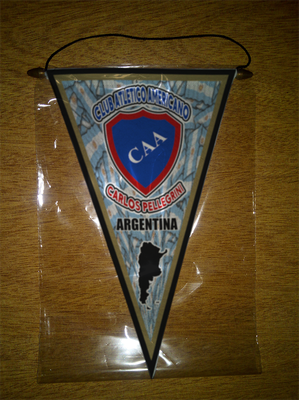 CLUB ATLETICO AMERICANO
CAA
CARLOS PELLEGRINI
ARGENTINA